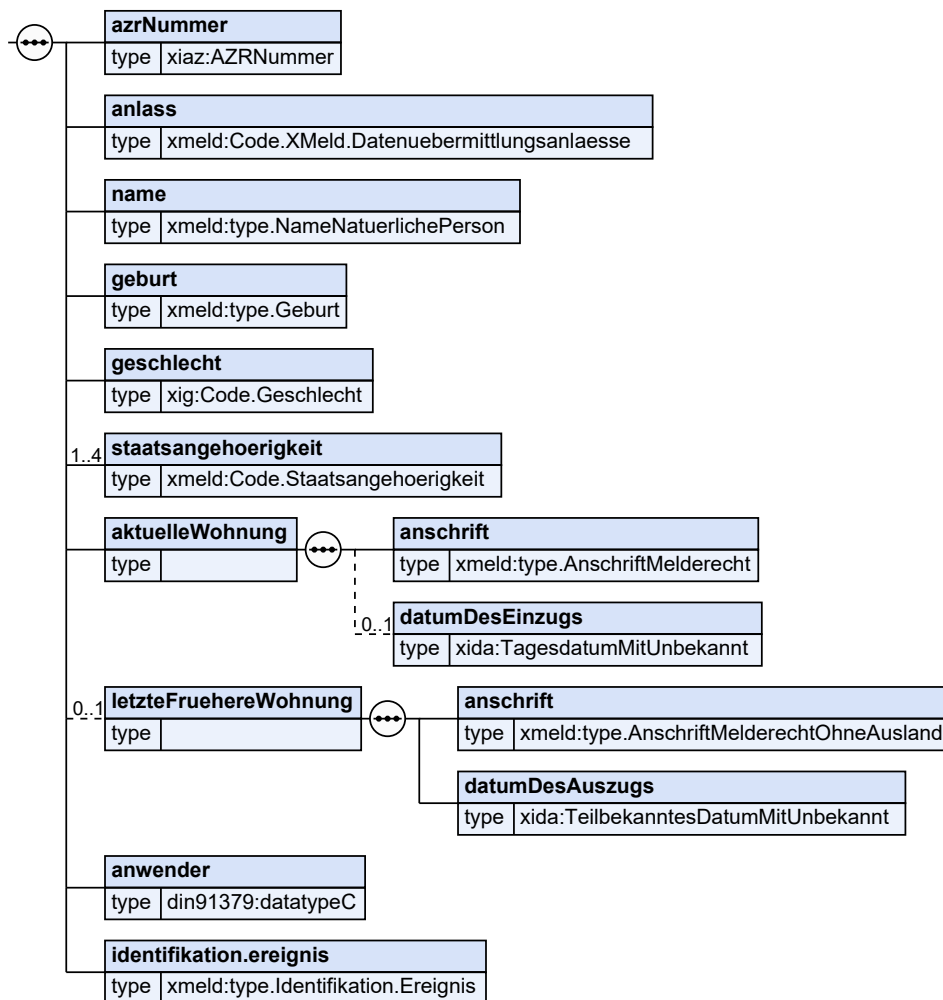 azrNummer
type xiaz:AZRNummer
anlass
type xmeld:Code.XMeld.Datenuebermittlungsanlaesse
name
type xmeld:type.NameNatuerlichePerson
geburt
type xmeld:type.Geburt
geschlecht
type xig:Code.Geschlecht
1..4 staatsangehoerigkeit
type xmeld:Code.Staatsangehoerigkeit
aktuelleWohnung
type
anschrift
type xmeld:type.AnschriftMelderecht
0..1 datumDesEinzugs
type xida:TagesdatumMitUnbekannt
0..1 letzteFruehereWohnung
type
anschrift
type xmeld:type.AnschriftMelderechtOhneAusland
datumDesAuszugs
type xida:TeilbekanntesDatumMitUnbekannt
anwender
type din91379:datatypeC
identifikation.ereignis
type xmeld:type.Identifikation.Ereignis